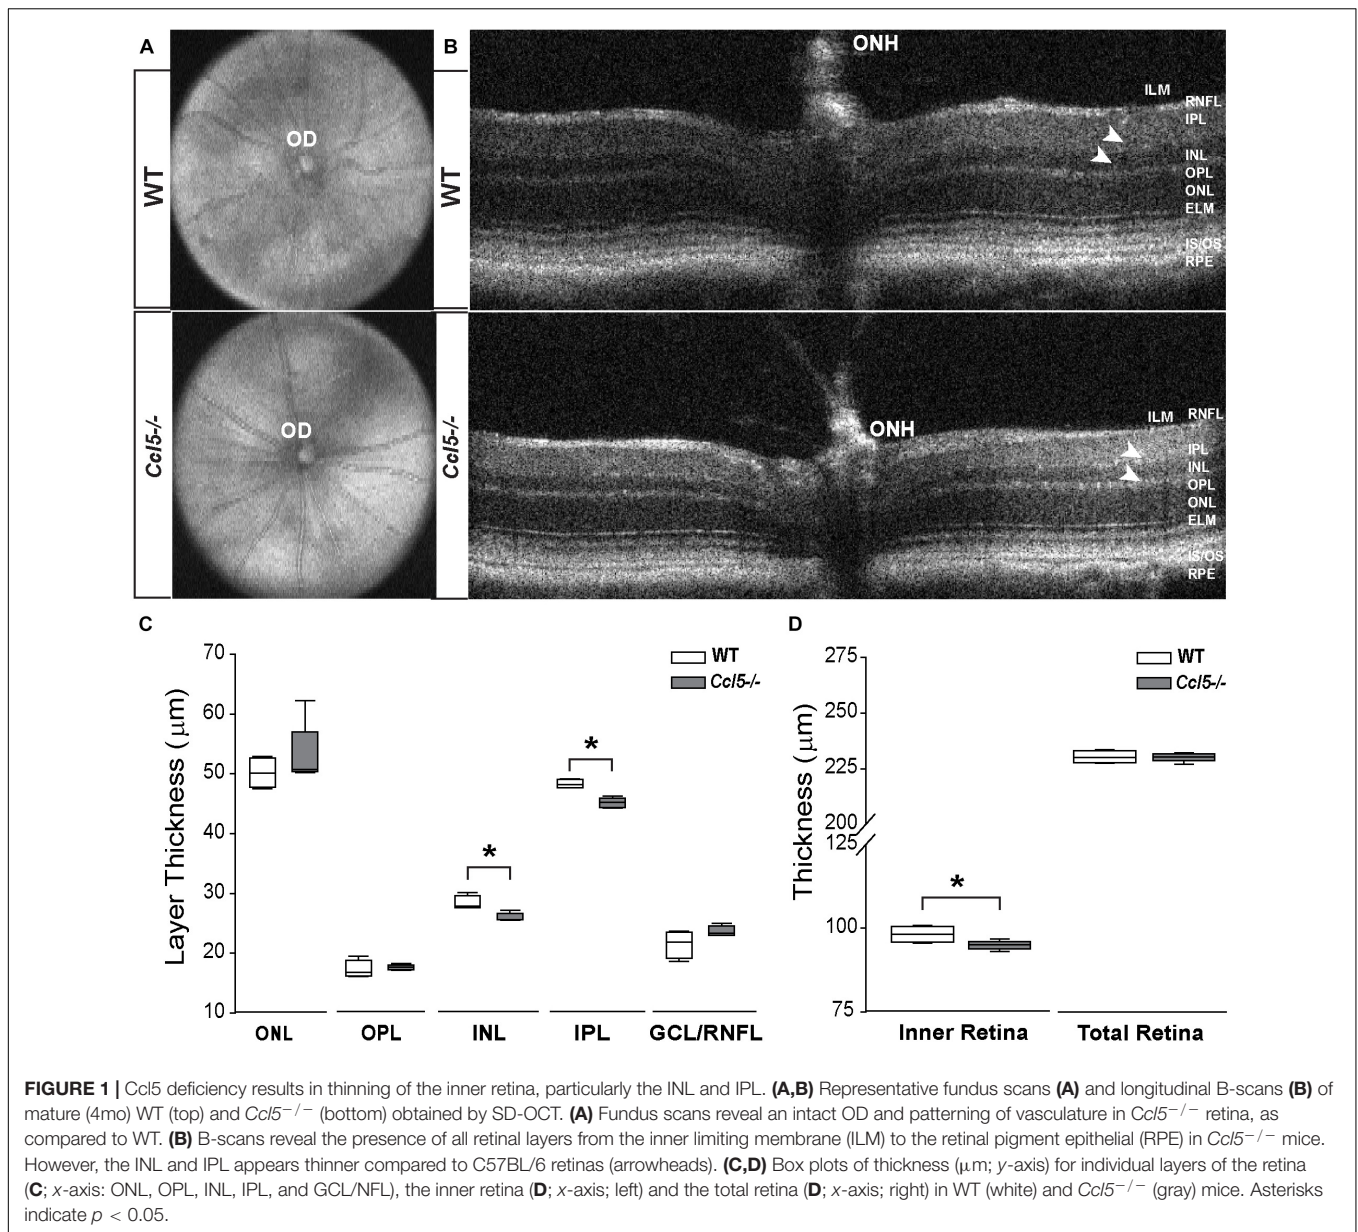 A
B
WT
OD
WT
ONH
ILM
RNFL
IPL
INL
OPL
ONL
ELM
IS/OS
RPE
Ccl5-/-
OD
Ccl5-/-
ONH
ILM
RNFL
IPL
INL
OPL
ONL
ELM
IS/OS
RPE
C
Layer Thickness (μm)
70
60
50
40
30
20
10
WT
Ccl5-/-
*
*
ONL OPL INL IPL GCL/RNFL
D
Thickness (μm)
275
250
225
200
125
100
75
WT
Ccl5-/-
*
Inner Retina Total Retina
FIGURE 1 | Ccl5 deficiency results in thinning of the inner retina, particularly the INL and IPL. (A,B) Representative fundus scans (A) and longitudinal B-scans (B) of
mature (4mo) WT (top) and Ccl5−/− (bottom) obtained by SD-OCT. (A) Fundus scans reveal an intact OD and patterning of vasculature in Ccl5−/− retina, as
compared to WT. (B) B-scans reveal the presence of all retinal layers from the inner limiting membrane (ILM) to the retinal pigment epithelial (RPE) in Ccl5−/− mice.
However, the INL and IPL appears thinner compared to C57BL/6 retinas (arrowheads). (C,D) Box plots of thickness (μm; y-axis) for individual layers of the retina
(C; x-axis: ONL, OPL, INL, IPL, and GCL/NFL), the inner retina (D; x-axis; left) and the total retina (D; x-axis; right) in WT (white) and Ccl5−/− (gray) mice. Asterisks
indicate p < 0.05.